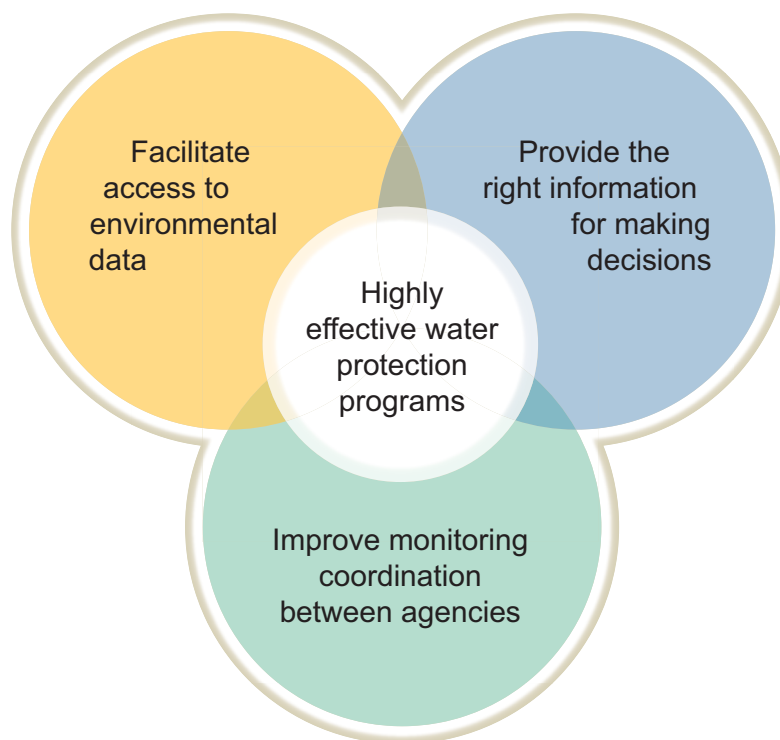 Facilitate
access to
environmental
data
Provide the
right information
for making
decisions
Highly
effective water
protection
programs
Improve monitoring
coordination
between agencies